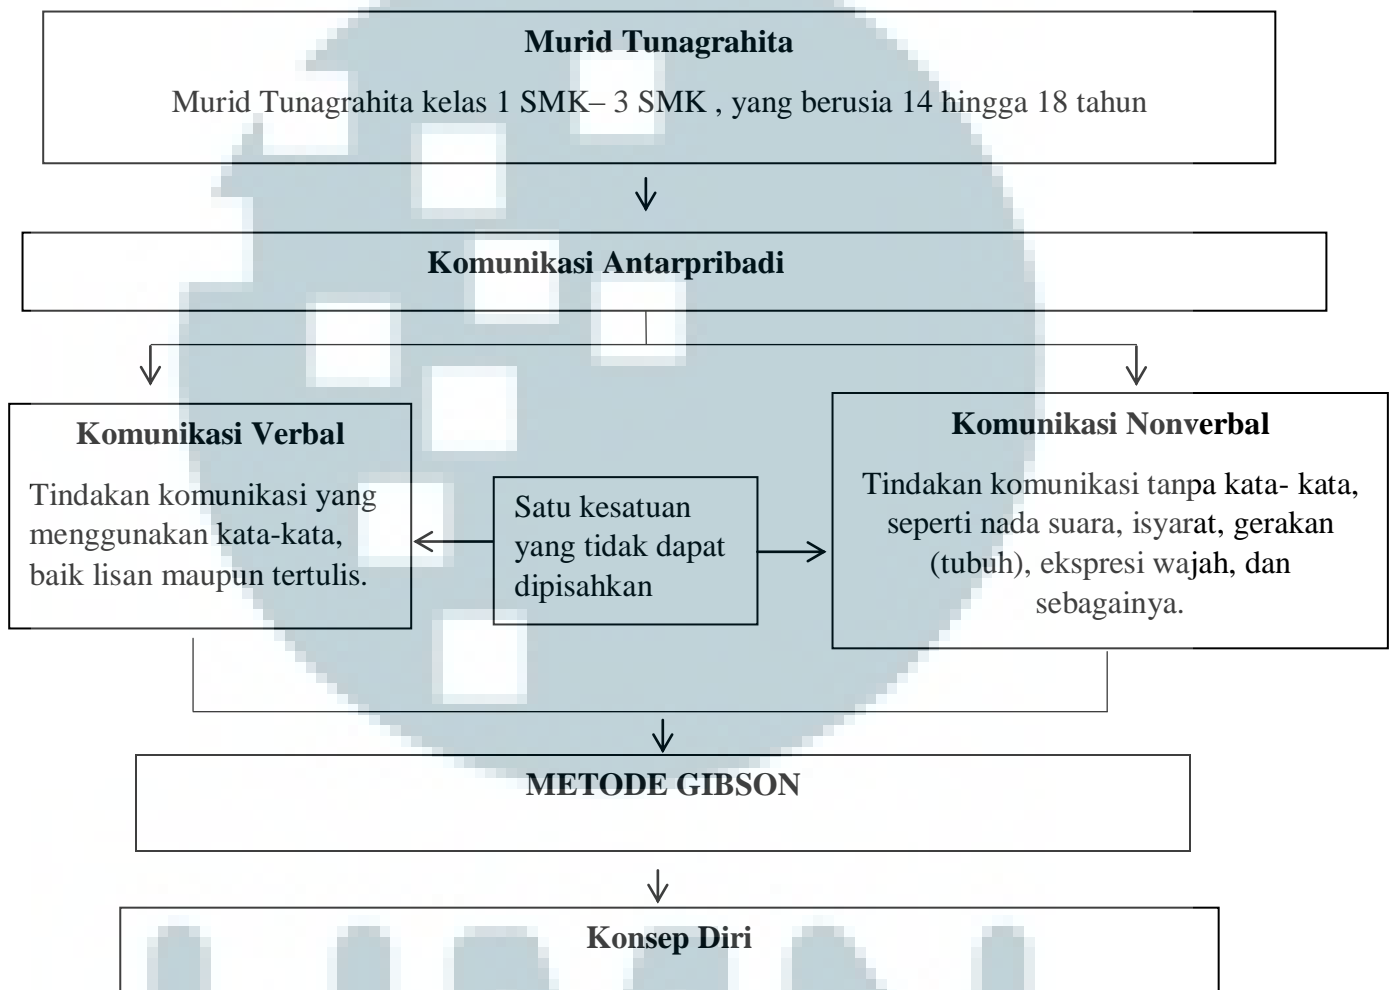 Murid Tunagrahita
Murid Tunagrahita kelas 1 SMK– 3 SMK , yang berusia 14 hingga 18 tahun
Komunikasi Antarpribadi
Komunikasi Verbal
Tindakan komunikasi yang
menggunakan kata-kata,
baik lisan maupun tertulis.
Satu kesatuan
yang tidak dapat
dipisahkan
Komunikasi Nonverbal
Tindakan komunikasi tanpa kata- kata,
seperti nada suara, isyarat, gerakan
(tubuh), ekspresi wajah, dan
sebagainya.
METODE GIBSON
Konsep Diri